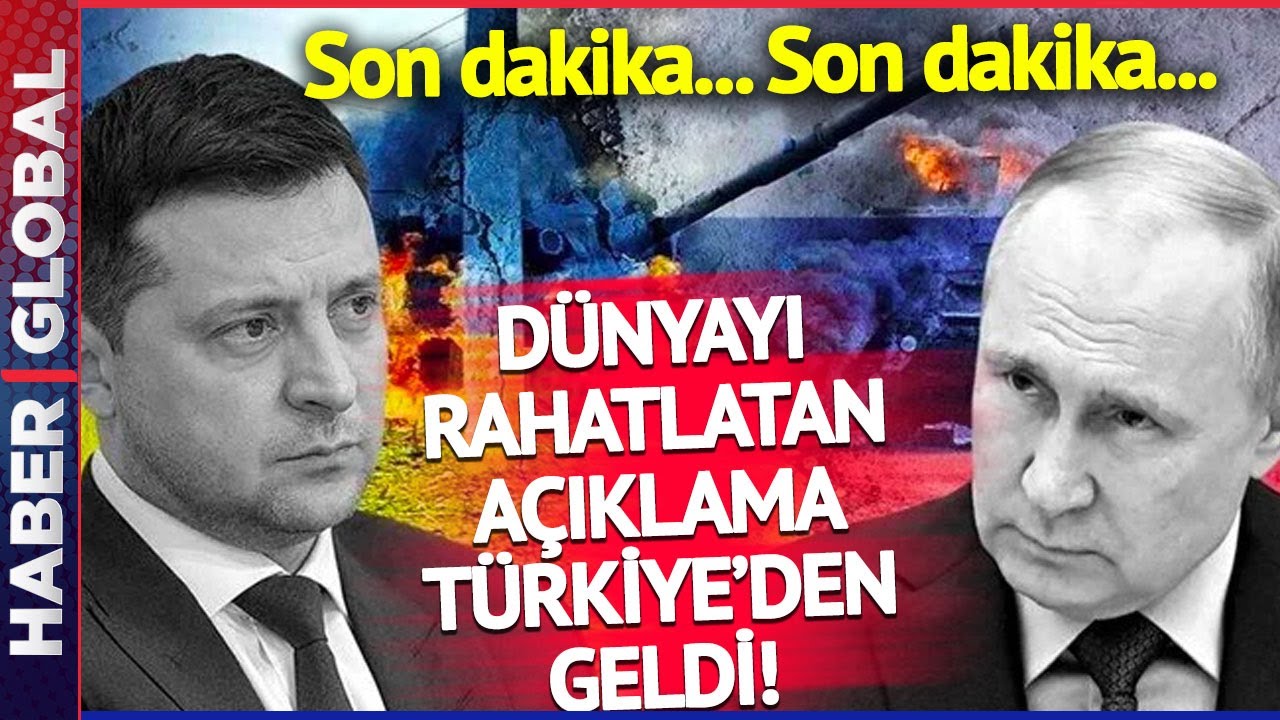 Son dakika... Son dakika...
HABER | GLOBAL
DÜNYAYI
RAHATLATAN
AÇIKLAMA
TÜRKİYE’DEN
GELDİ!